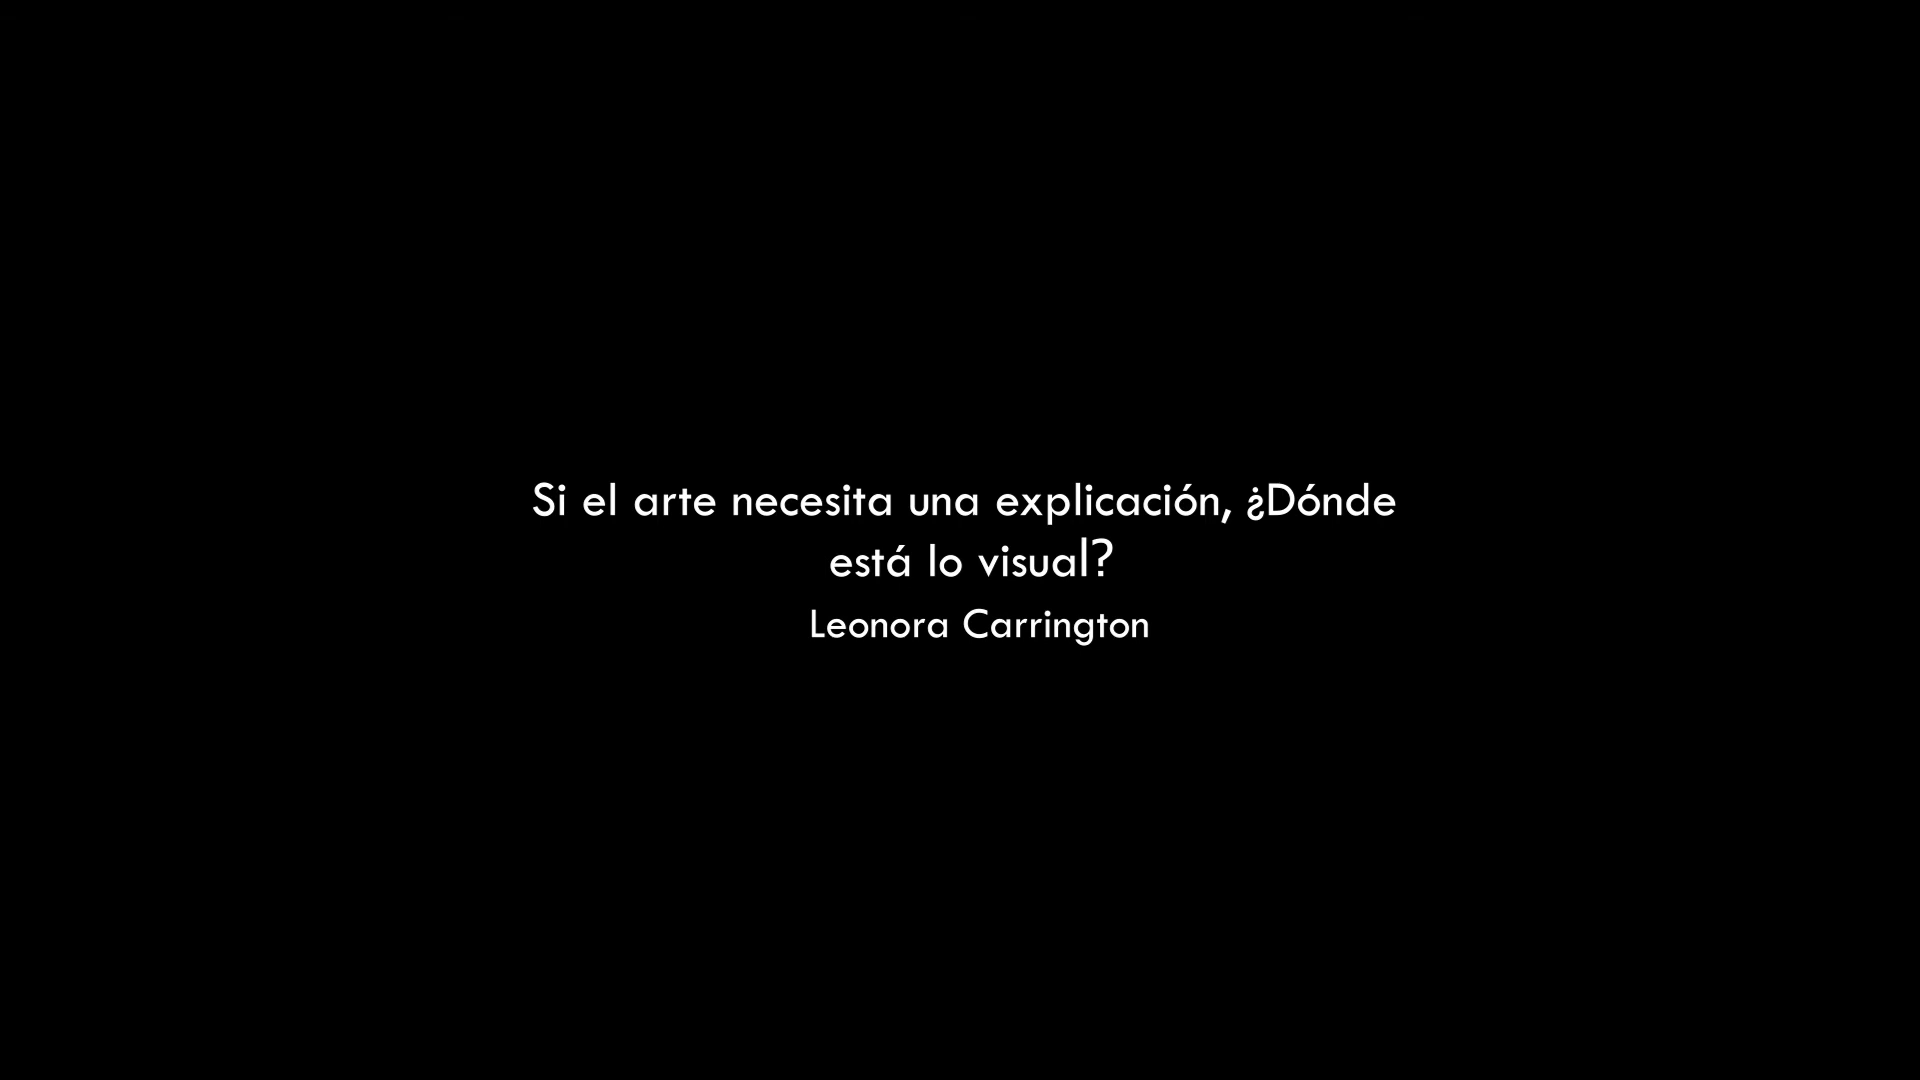 Si el arte necesita una explicación, ¿Dónde
está lo visual?
Leonora Carrington